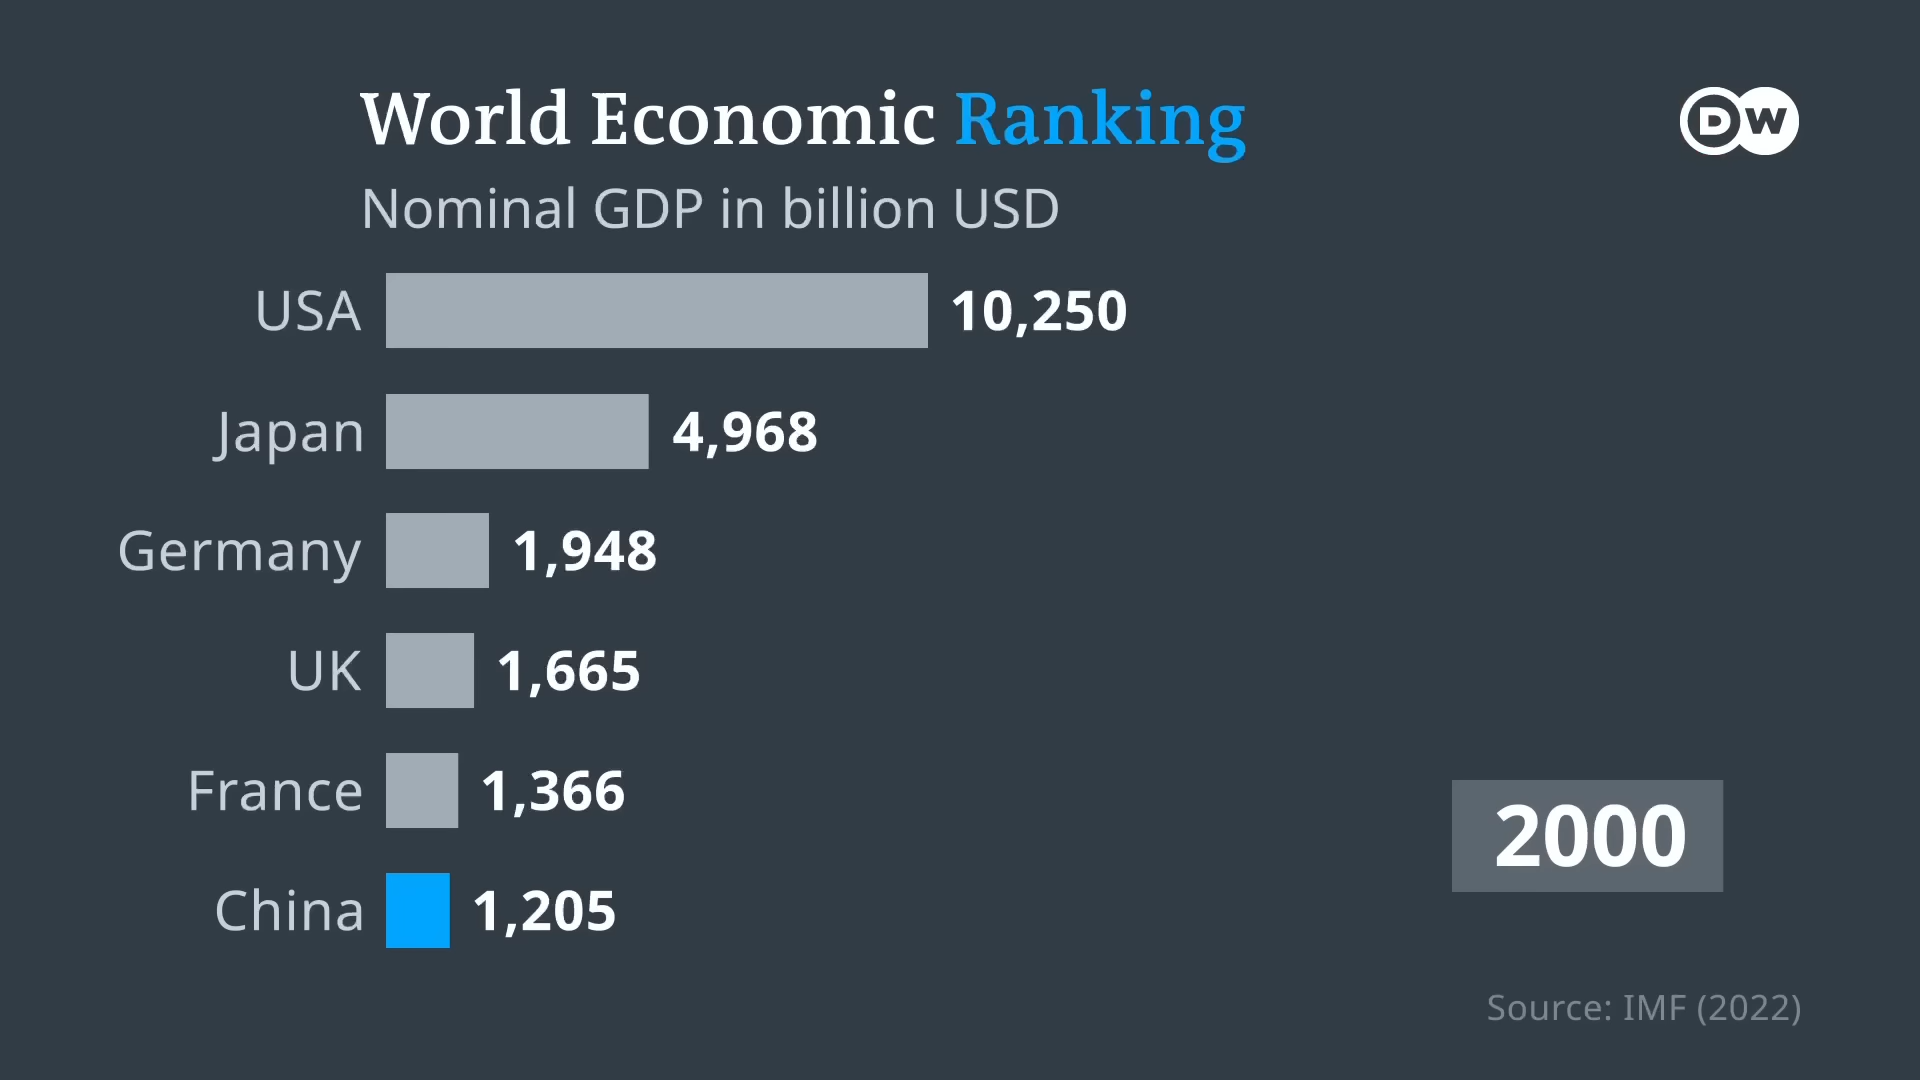 World Economic Ranking
DW
Nominal GDP in billion USD
USA 10,250
Japan 4,968
Germany 1,948
UK 1,665
France 1,366
China 1,205
2000
Source: IMF (2022)